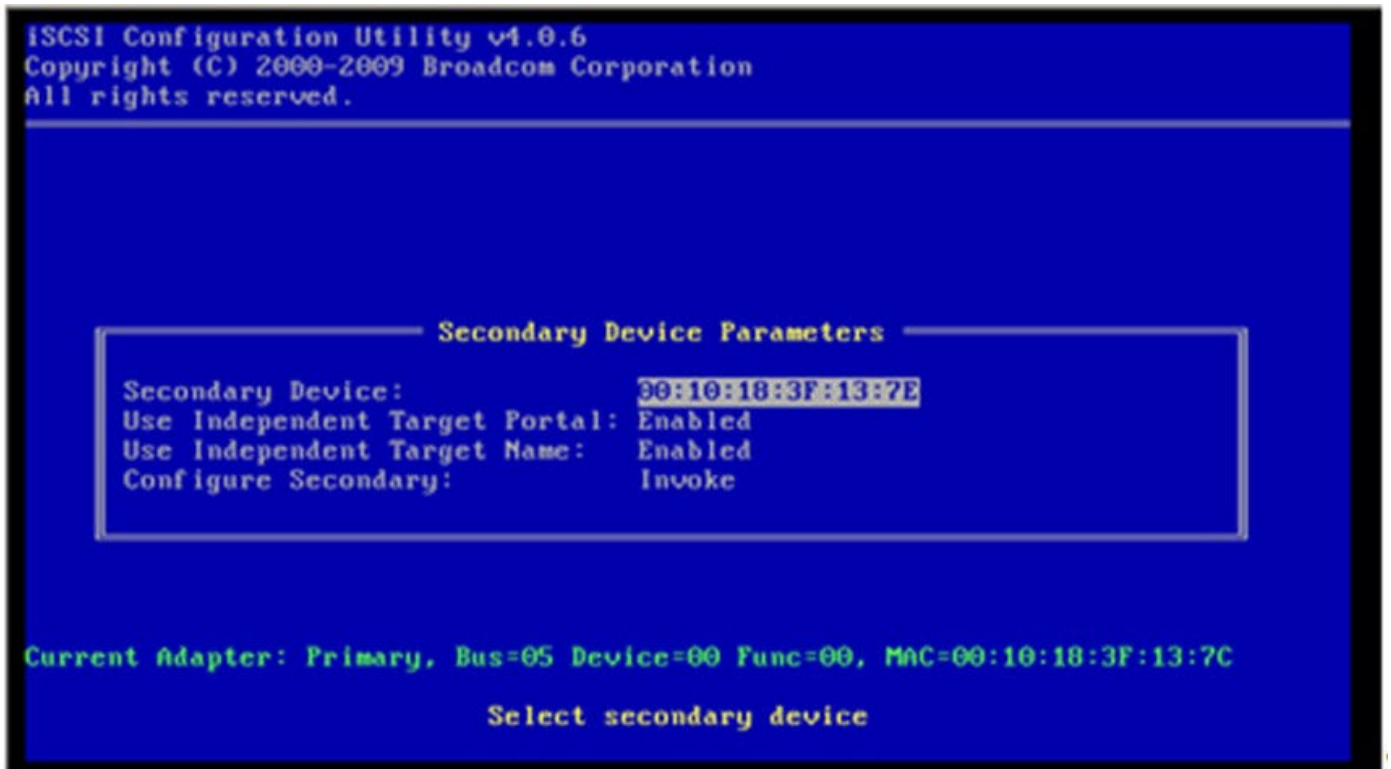 iSCSI Configuration Utility v4.0.6
Copyright (C) 2000-2009 Broadcom Corporation
All rights reserved.
Secondary Device Parameters
Secondary Device: 00:10:18:3F:13:7E
Use Independent Target Portal: Enabled
Use Independent Target Name: Enabled
Configure Secondary: Invoke
Current Adapter: Primary, Bus=05 Device=00 Func=00, MAC=00:10:18:3F:13:7C
Select secondary device